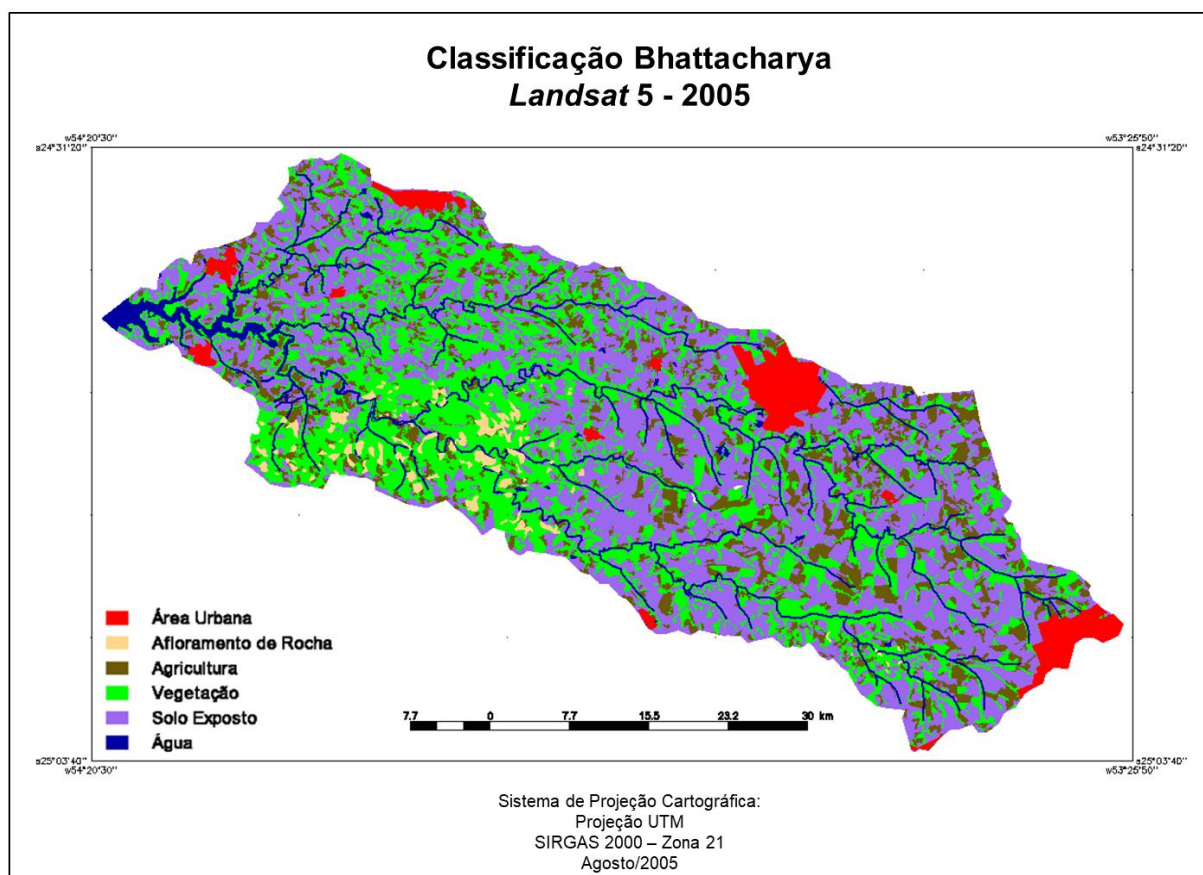 Classificação Bhattacharya
Landsat 5 - 2005
w54°20'30''
w53°25'50''
s24°31'20''
s24°31'20''
Área Urbana
Afloramento de Rocha
Agricultura
Vegetação
Solo Exposto
Água
7.7 0 7.7 15.5 23.2 30 km
s25°03'40''
s25°03'40''
w54°20'30''
w53°25'50''
Sistema de Projeção Cartográfica:
Projeção UTM
SIRGAS 2000 – Zona 21
Agosto/2005